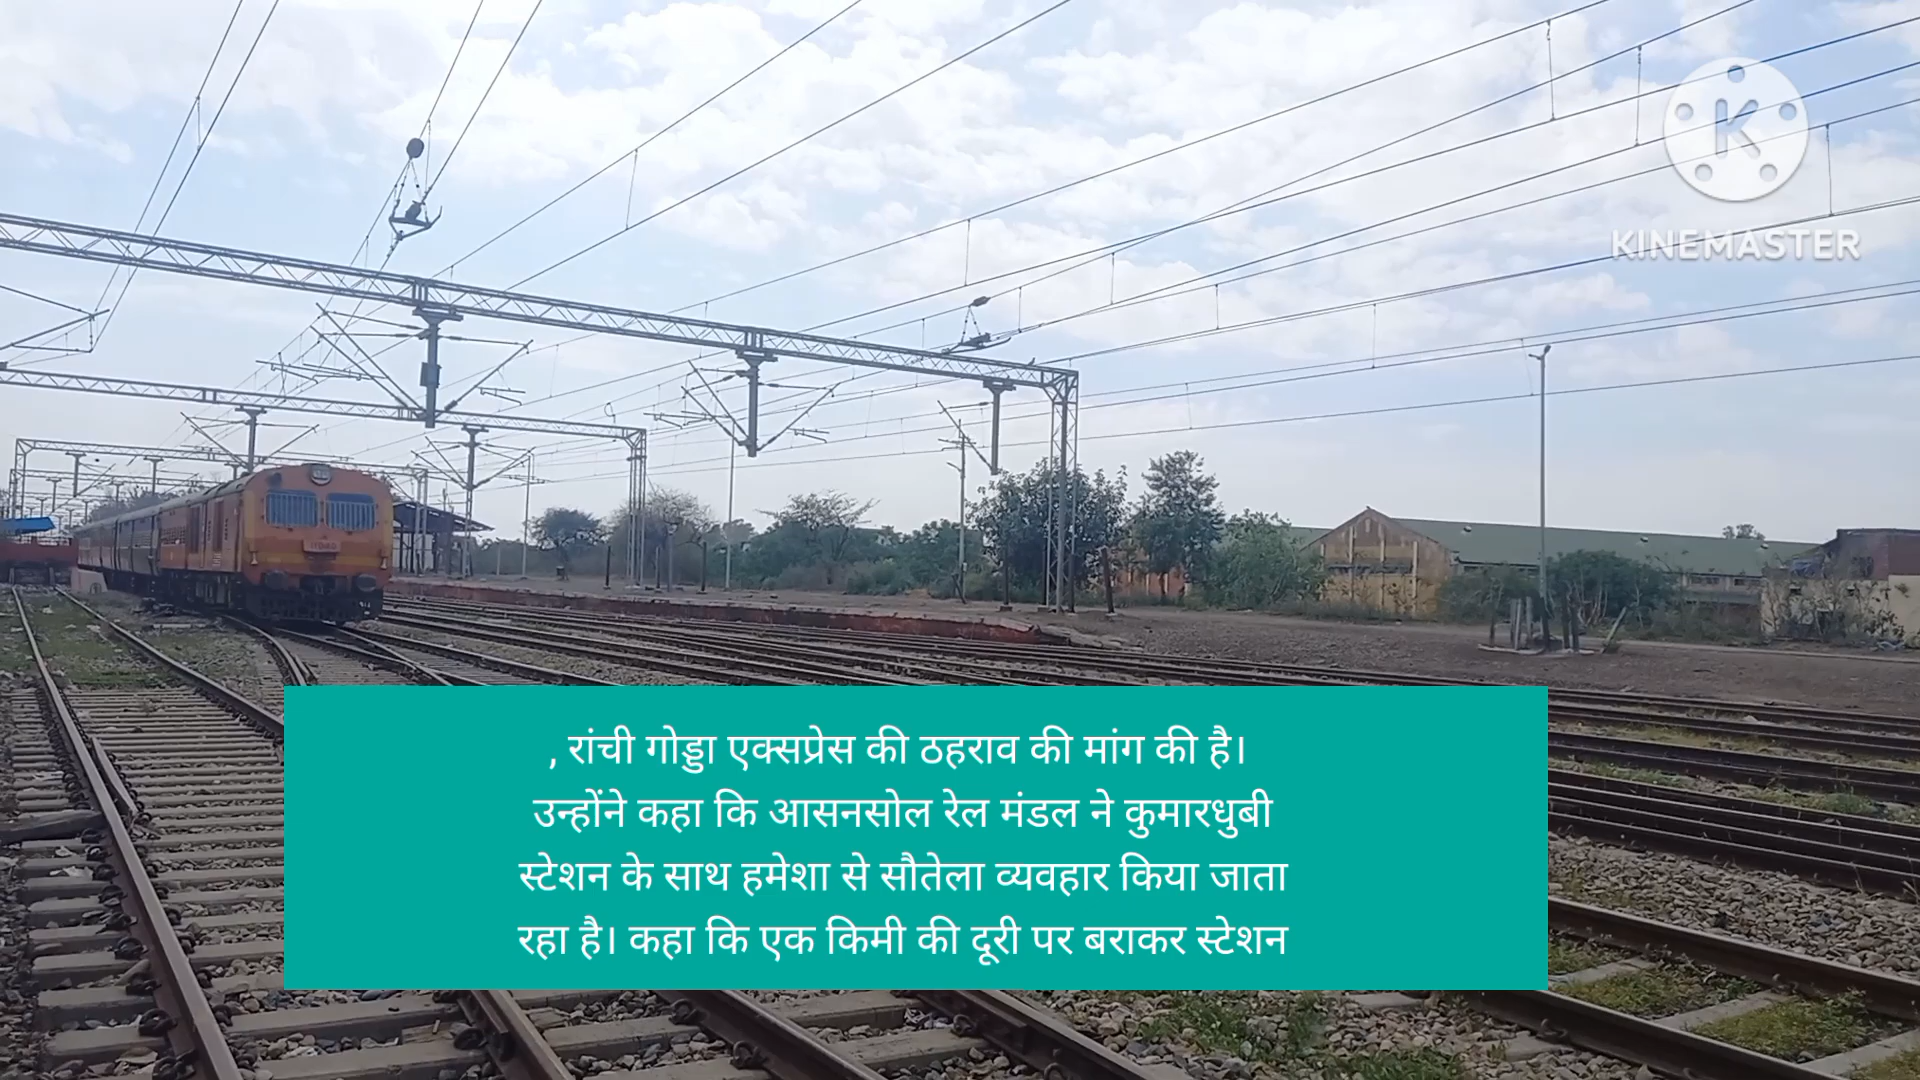 KINEMASTER
, रांची गोड्डा एक्सप्रेस की ठहराव की मांग की है।
उन्होंने कहा कि आसनसोल रेल मंडल ने कुमारधुबी
स्टेशन के साथ हमेशा से सौतेला व्यवहार किया जाता
रहा है। कहा कि एक किमी की दूरी पर बराकर स्टेशन